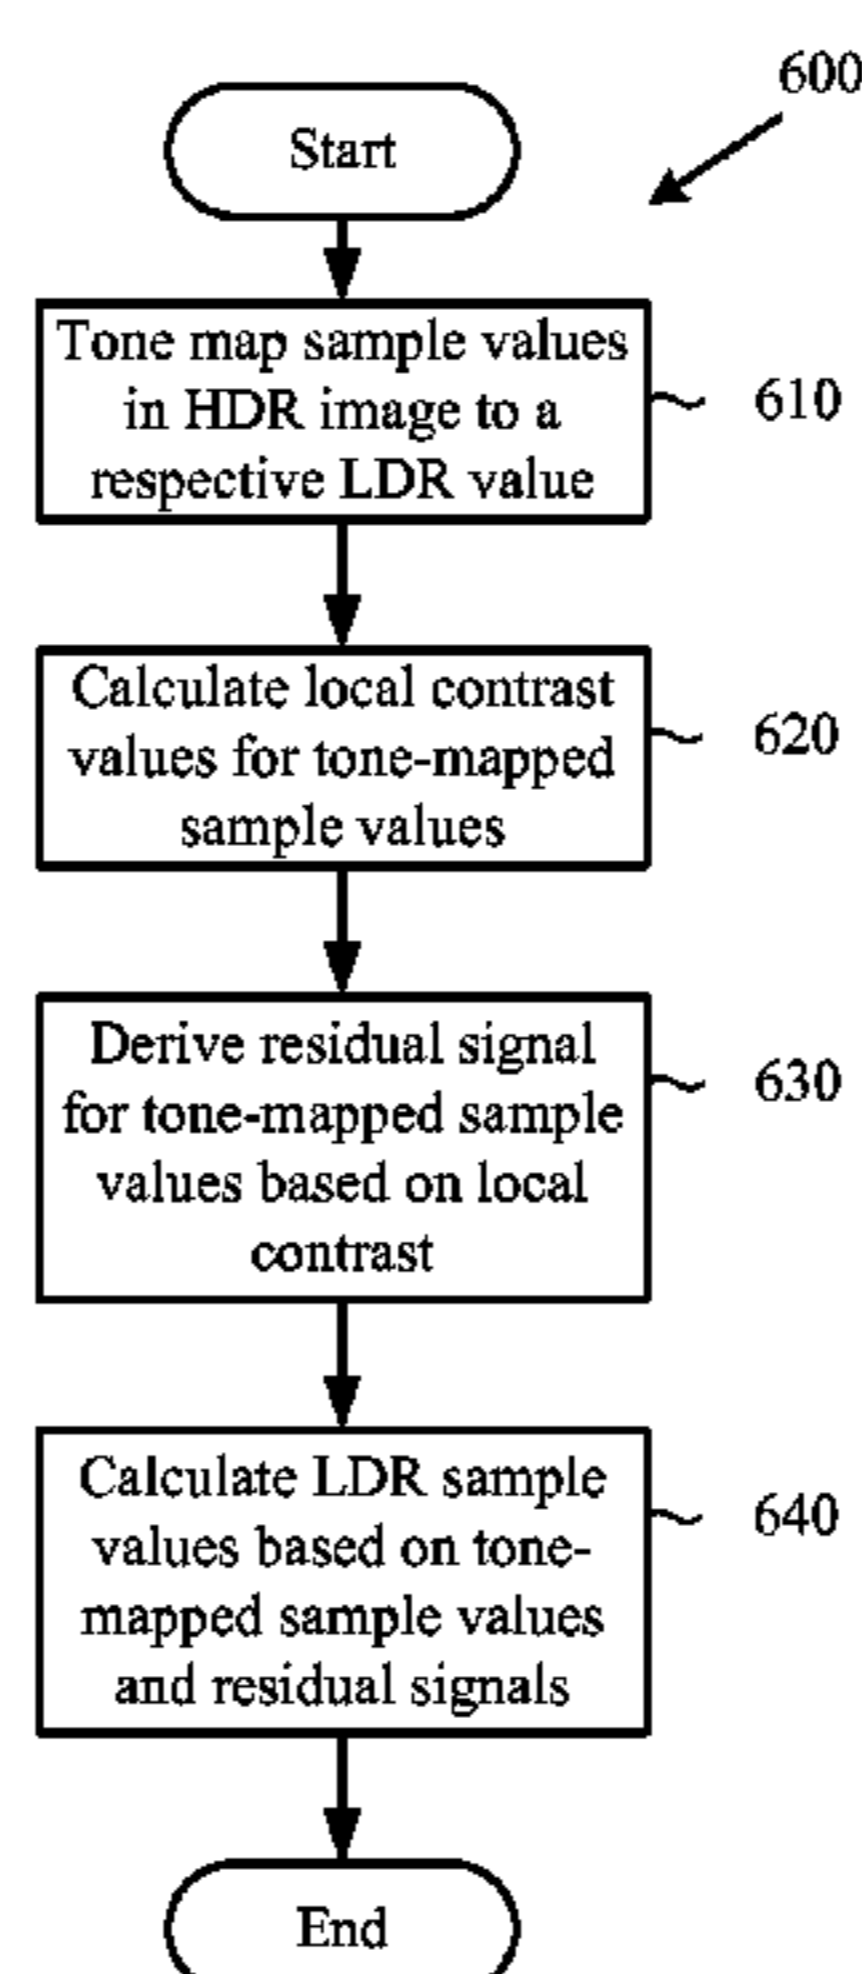 600
Start
Tone map sample values
in HDR image to a
respective LDR value
610
Calculate local contrast
values for tone-mapped
sample values
620
Derive residual signal
for tone-mapped sample
values based on local
contrast
630
Calculate LDR sample
values based on tone-
mapped sample values
and residual signals
640
End